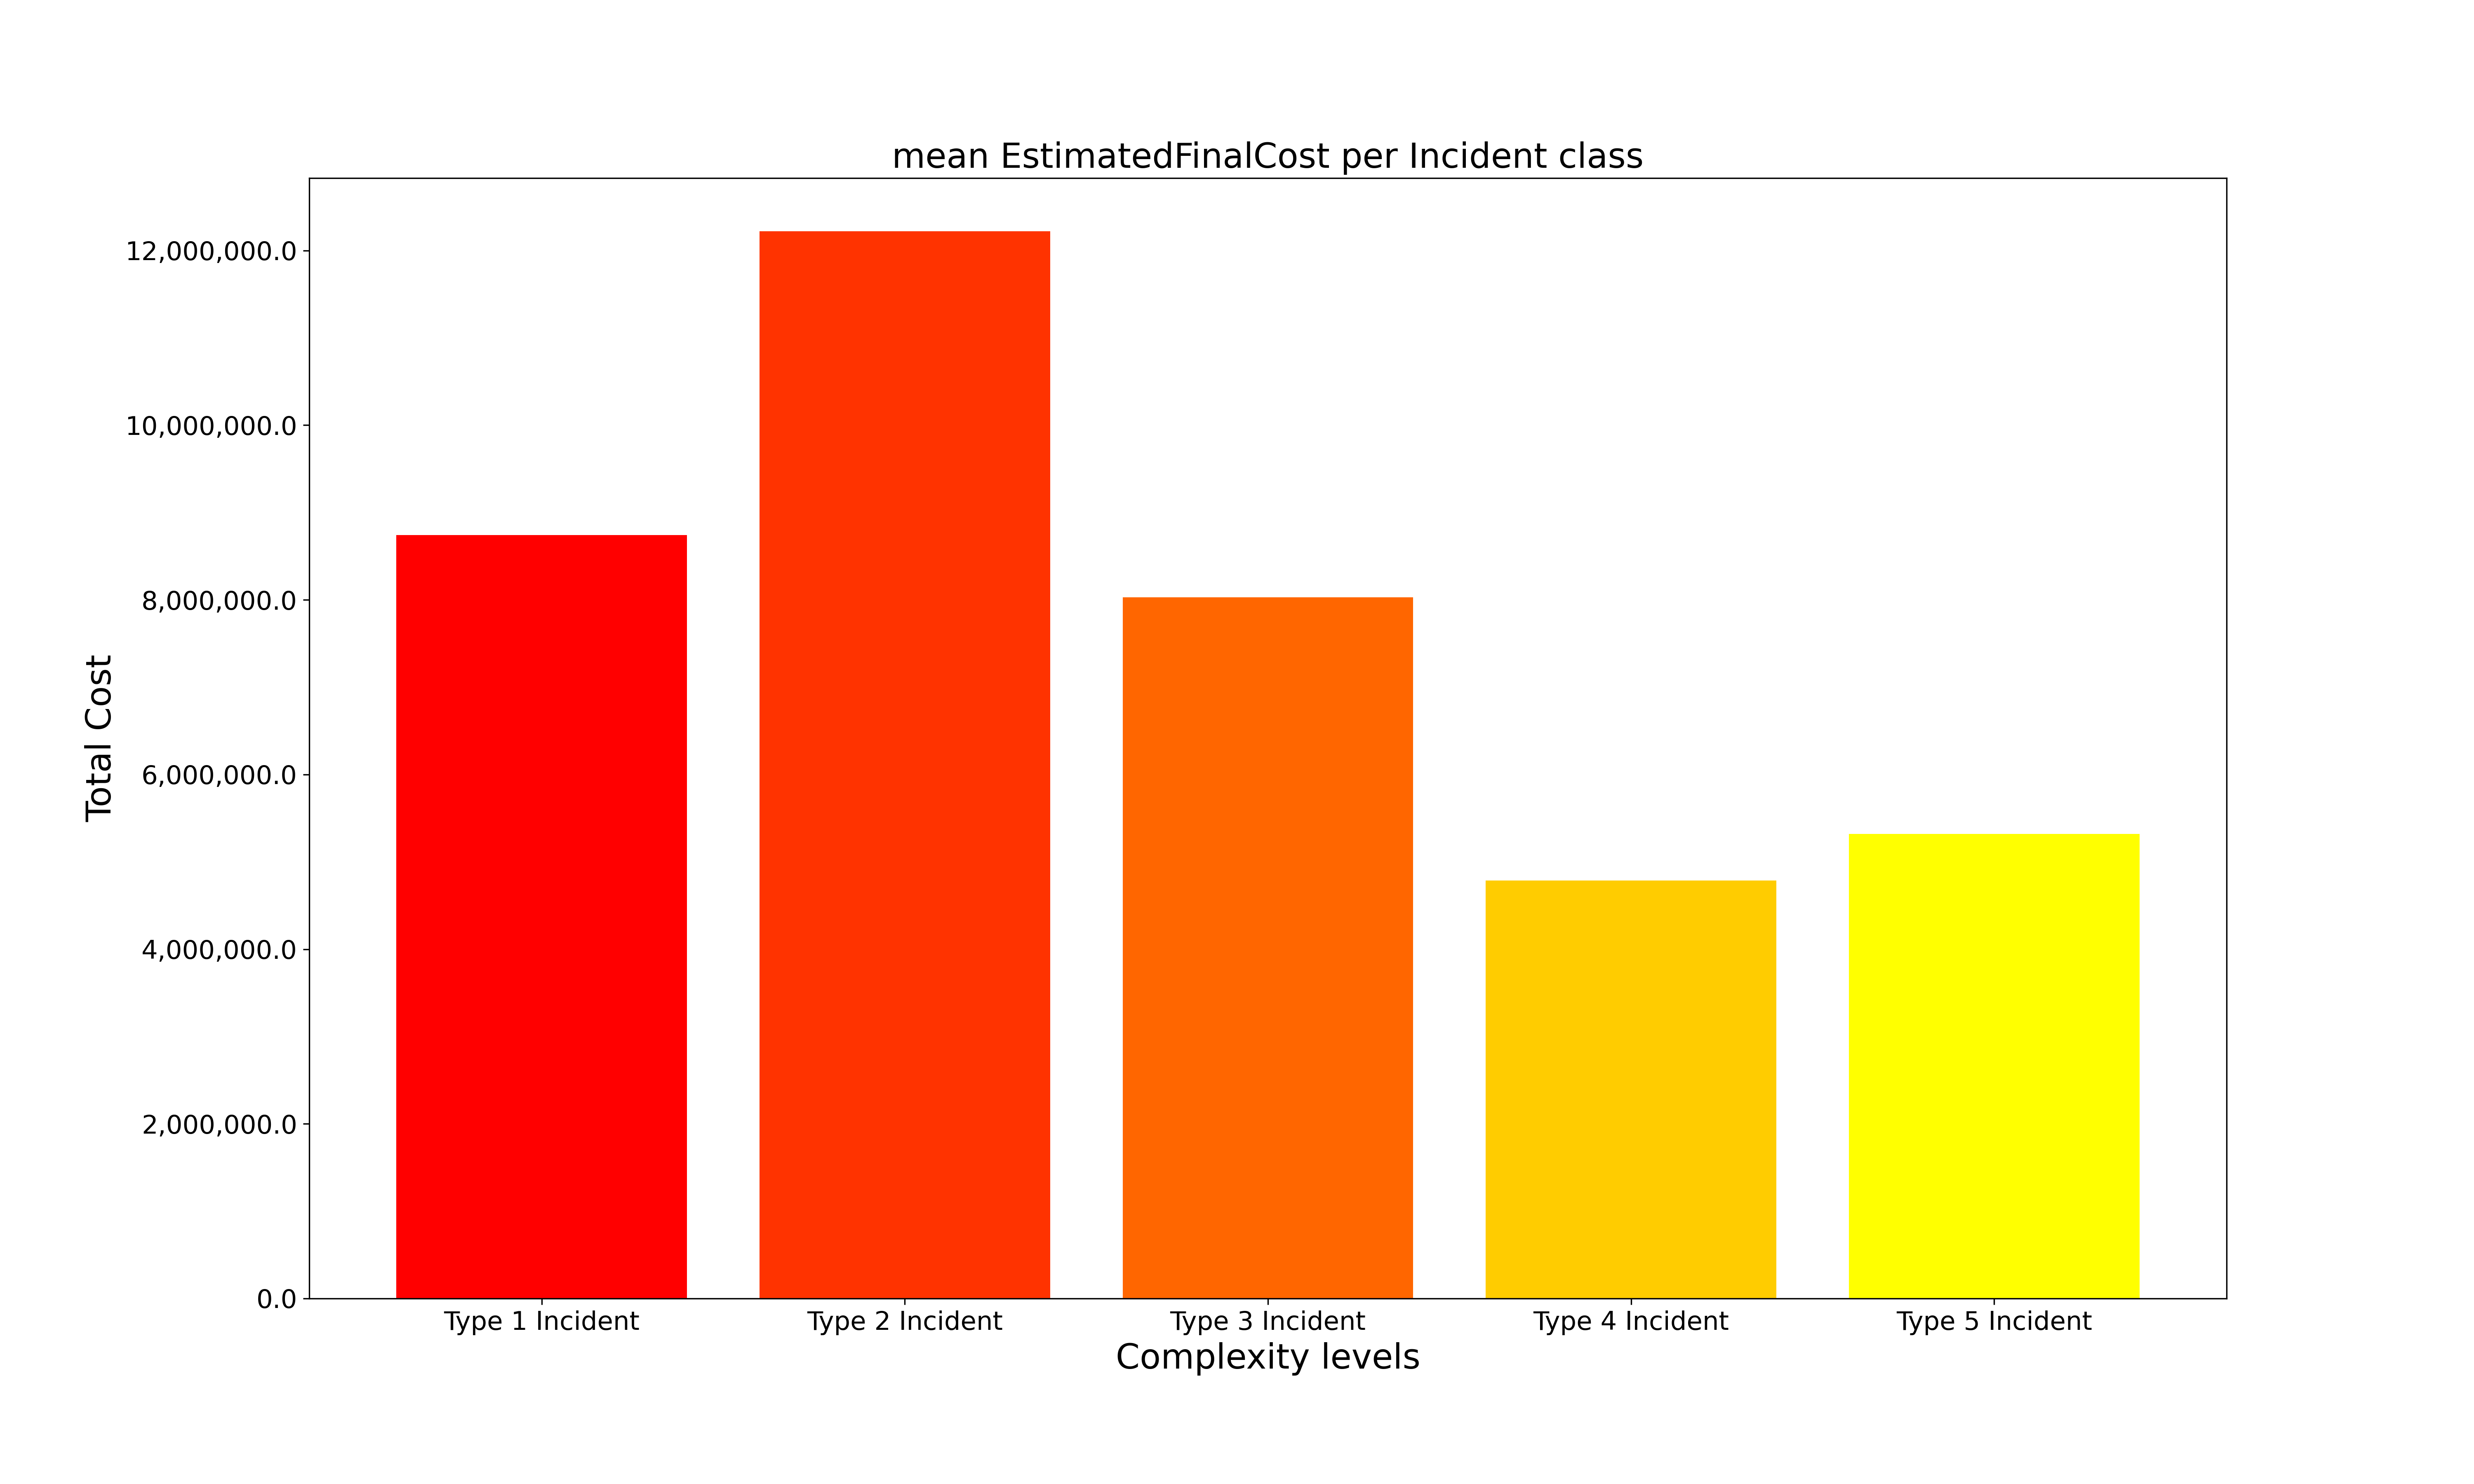 mean EstimatedFinalCost per Incident class
12,000,000.0
10,000,000.0
8,000,000.0
6,000,000.0
4,000,000.0
2,000,000.0
0.0
Total Cost
Type 1 Incident
Type 2 Incident
Type 3 Incident
Type 4 Incident
Type 5 Incident
Complexity levels